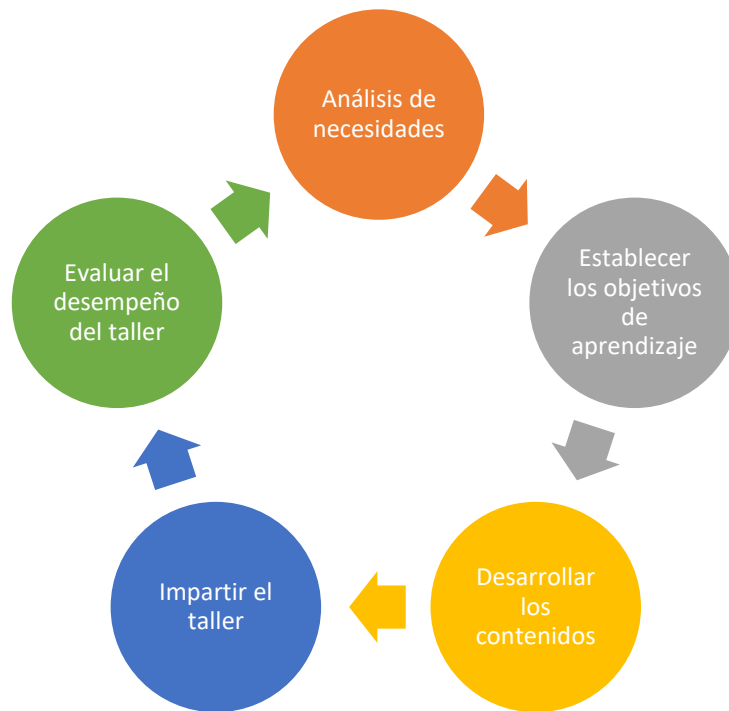 Análisis de
necesidades
Establecer
los objetivos
de
aprendizaje
Desarrollar
los
contenidos
Impartir el
taller
Evaluar el
desempeño
del taller